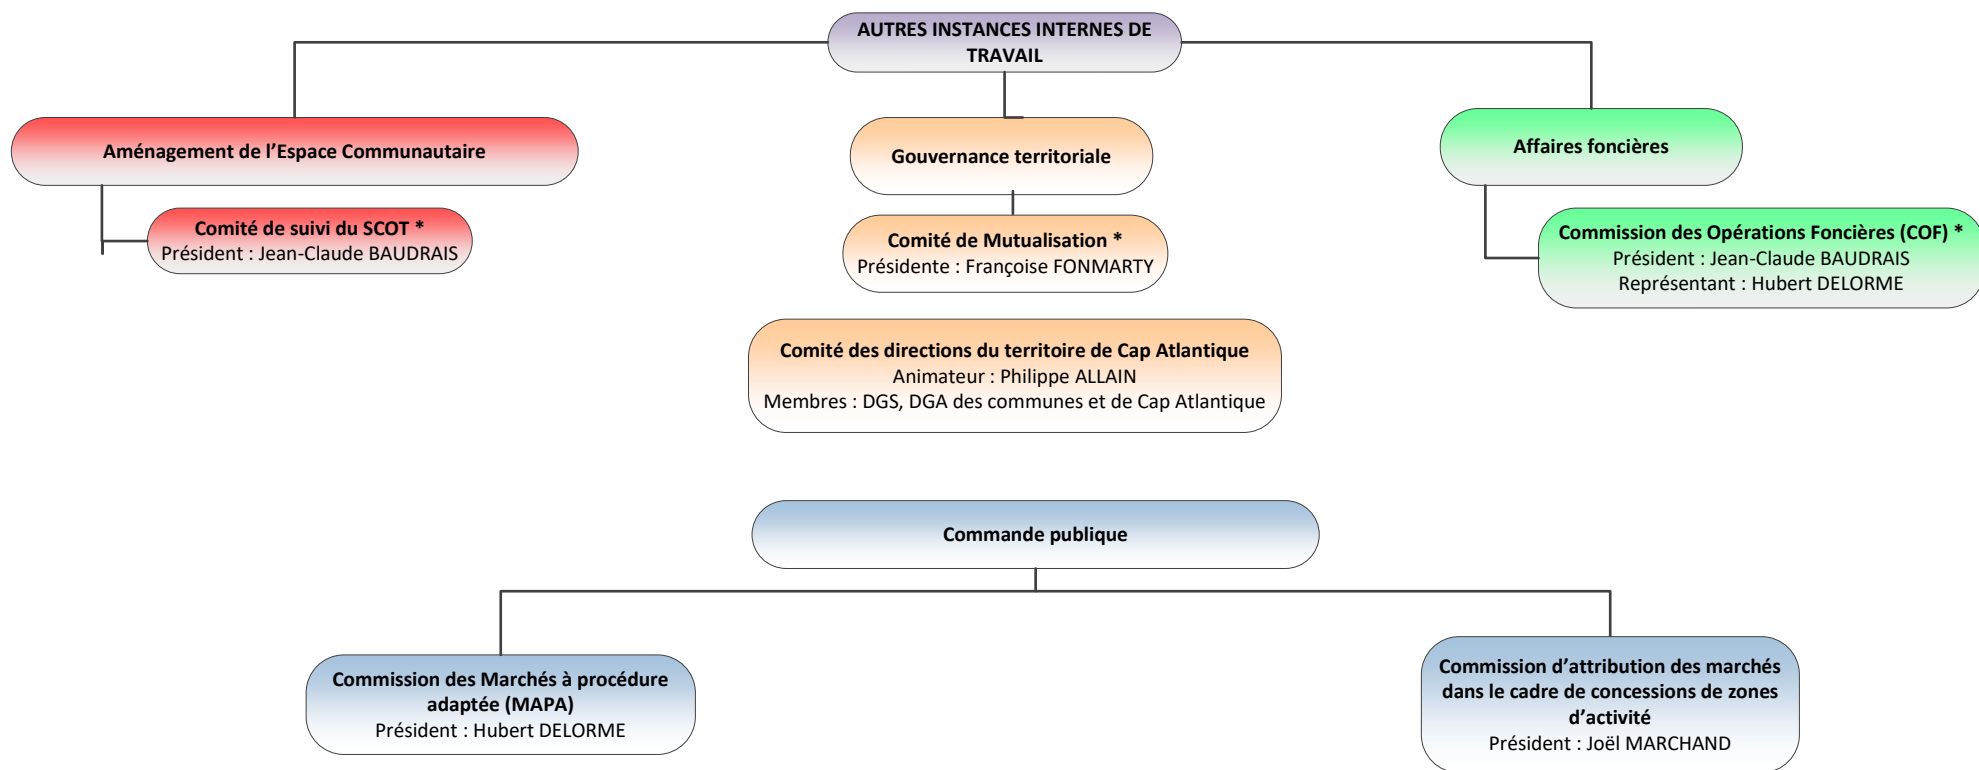 AUTRES INSTANCES INTERNES DE
TRAVAIL
Aménagement de l’Espace Communautaire
Gouvernance territoriale
Affaires foncières
Comité de suivi du SCOT *
Président : Jean-Claude BAUDRAIS
Comité de Mutualisation *
Présidente : Françoise FONMARTY
Commission des Opérations Foncières (COF) *
Président : Jean-Claude BAUDRAIS
Représentant : Hubert DELORME
Comité des directions du territoire de Cap Atlantique
Animateur : Philippe ALLAIN
Membres : DGS, DGA des communes et de Cap Atlantique
Commande publique
Commission des Marchés à procédure
adaptée (MAPA)
Président : Hubert DELORME
Commission d’attribution des marchés
dans le cadre de concessions de zones
d’activité
Président : Joël MARCHAND